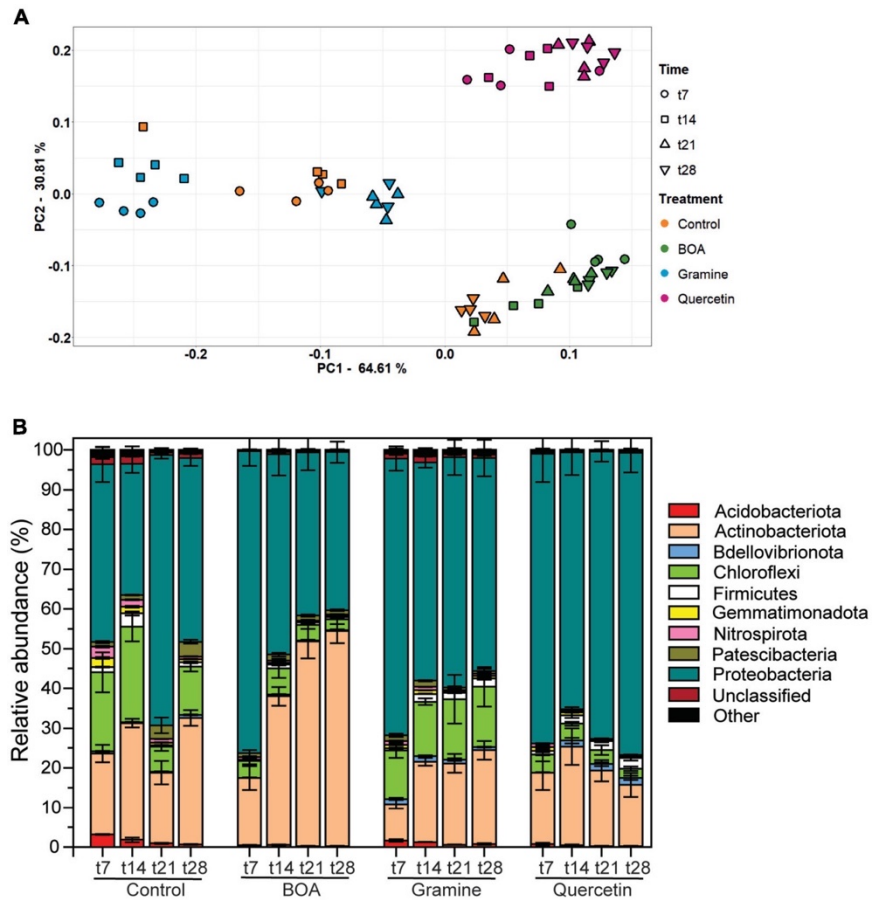 A
0.2
0.1
0.0
-0.1
-0.2
PC2 - 30.81 %
-0.2 -0.1 0.0 0.1
PC1 - 64.61 %
Time
t7
t14
t21
t28
Treatment
Control
BOA
Gramine
Quercetin
B
100
90
80
70
60
50
40
30
20
10
0
Relative abundance (%)
t7 t14 t21 t28 t7 t14 t21 t28 t7 t14 t21 t28 t7 t14 t21 t28
Control BOA Gramine Quercetin
Acidobacteriota
Actinobacteriota
Bdellovibrionota
Chloroflexi
Firmicutes
Gemmatimonadota
Nitrospirota
Patescibacteria
Proteobacteria
Unclassified
Other